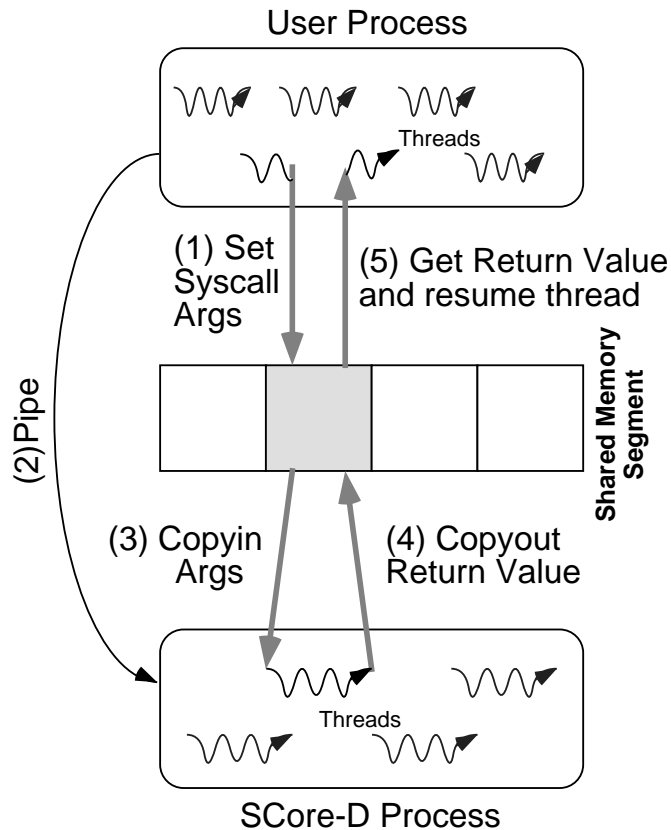 User Process
Threads
(1) Set
Syscall
Args
(5) Get Return Value
and resume thread
(2)Pipe
Shared Memory
Segment
(3) Copyin
Args
(4) Copyout
Return Value
Threads
SCore-D Process